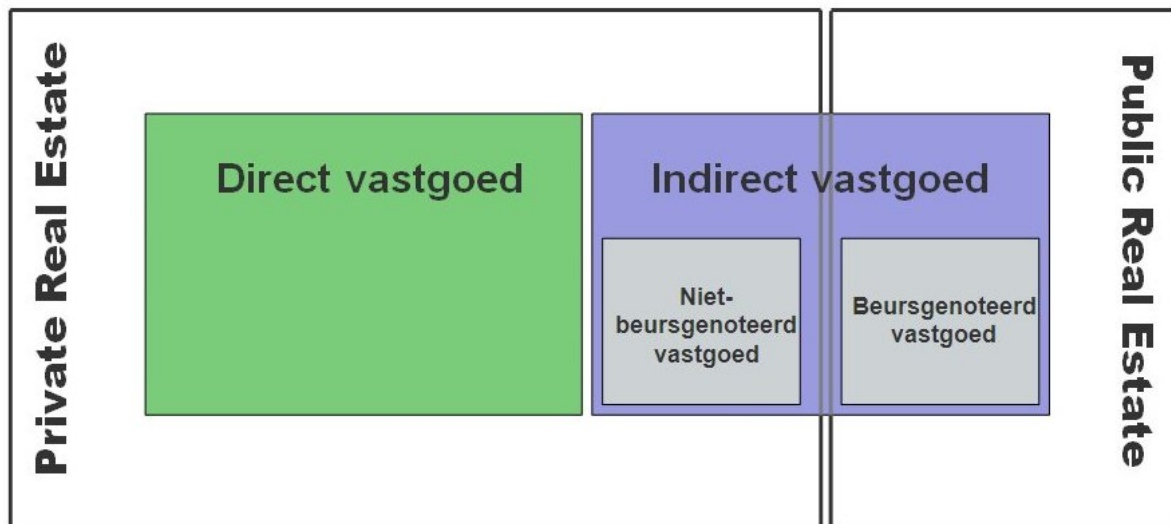 Private Real Estate
Direct vastgoed
Indirect vastgoed
Niet-
beursgenoteerd
vastgoed
Beursgenoteerd
vastgoed
Public Real Estate